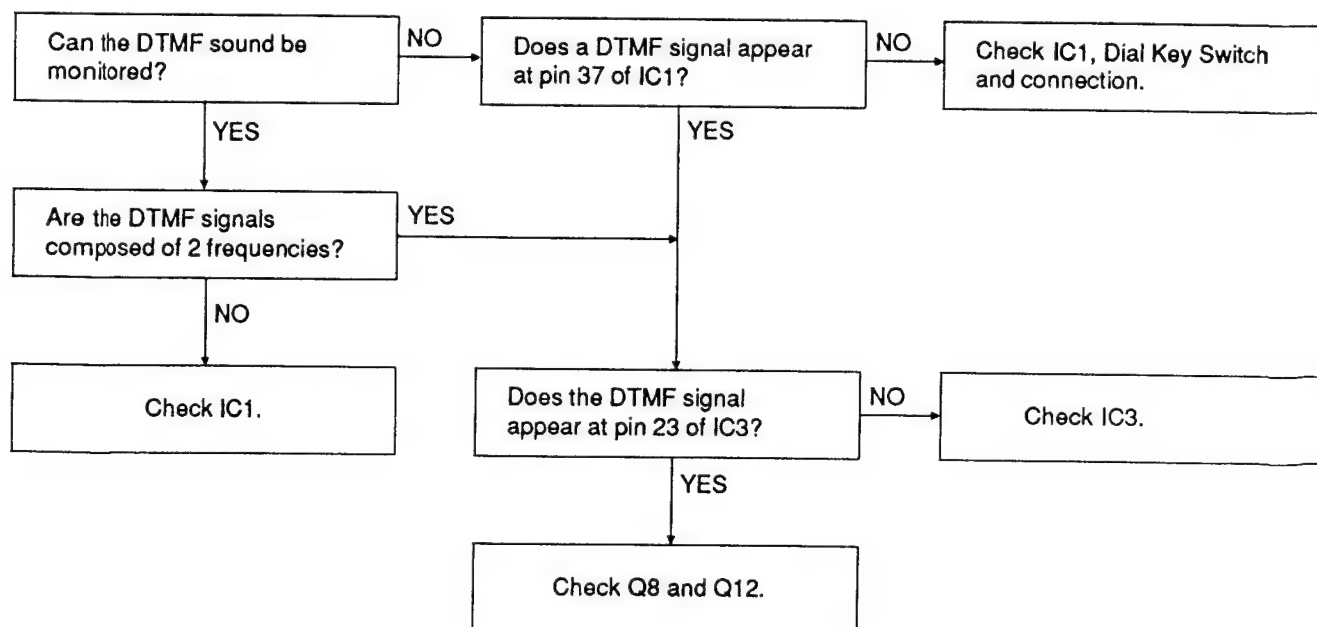 Can the DTMF sound be
monitored?
NO
Does a DTMF signal appear
at pin 37 of IC1?
NO
Check IC1, Dial Key Switch
and connection.
YES
YES
Are the DTMF signals
composed of 2 frequencies?
YES
NO
Check IC1.
Does the DTMF signal
appear at pin 23 of IC3?
NO
Check IC3.
YES
Check Q8 and Q12.